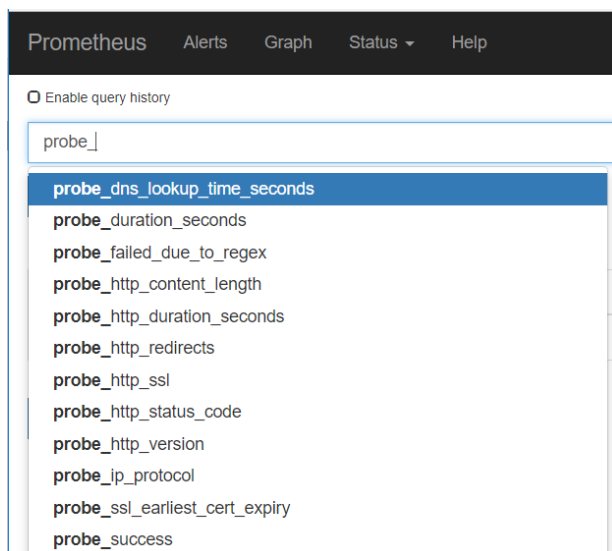 Prometheus Alerts Graph Status Help
Enable query history
probe_
probe_dns_lookup_time_seconds
probe_duration_seconds
probe_failed_due_to_regex
probe_http_content_length
probe_http_duration_seconds
probe_http_redirects
probe_http_ssl
probe_http_status_code
probe_http_version
probe_ip_protocol
probe_ssl_earliest_cert_expiry
probe_success